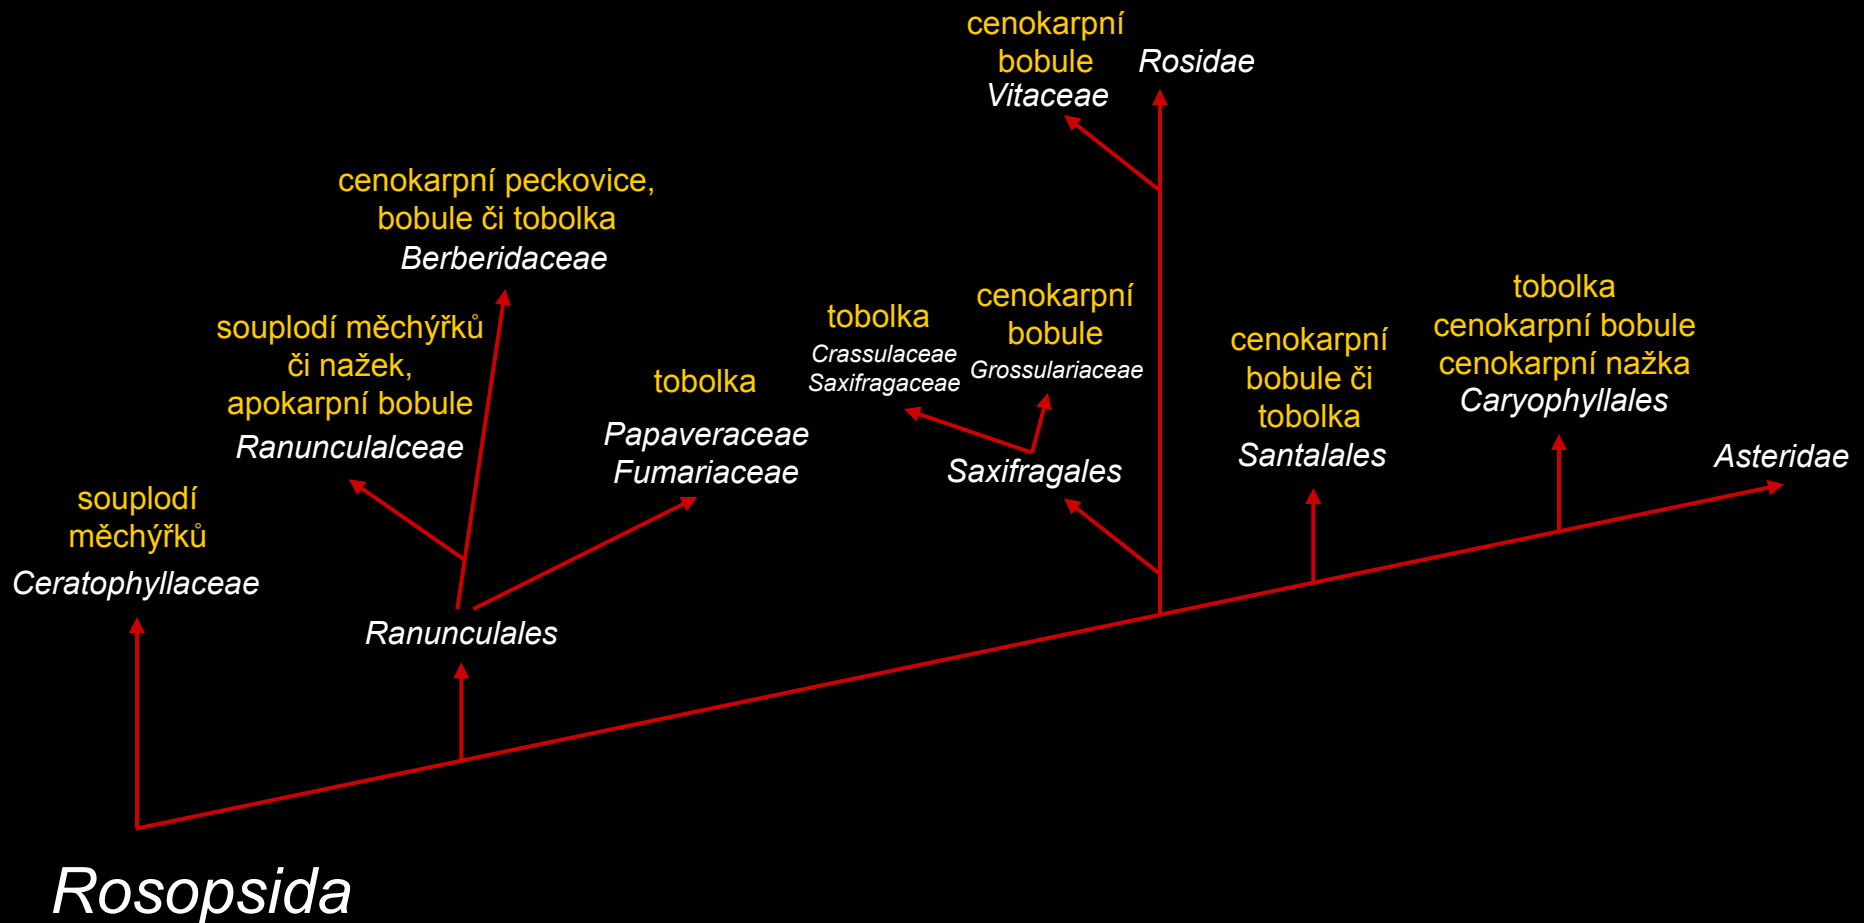 cenokarpní
bobule
Vitaceae
Rosidae
cenokarpní peckovice,
bobule či tobolka
Berberidaceae
souplodí měchýřků
či nažek,
apokarpní bobule
Ranunculalceae
tobolka
Papaveraceae
Fumariaceae
tobolka
Crassulaceae
Saxifragaceae
cenokarpní
bobule
Grossulariaceae
Saxifragales
cenokarpní
bobule či
tobolka
Santalales
tobolka
cenokarpní bobule
cenokarpní nažka
Caryophyllales
Asteridae
souplodí
měchýřků
Ceratophyllaceae
Ranunculales
Rosopsida